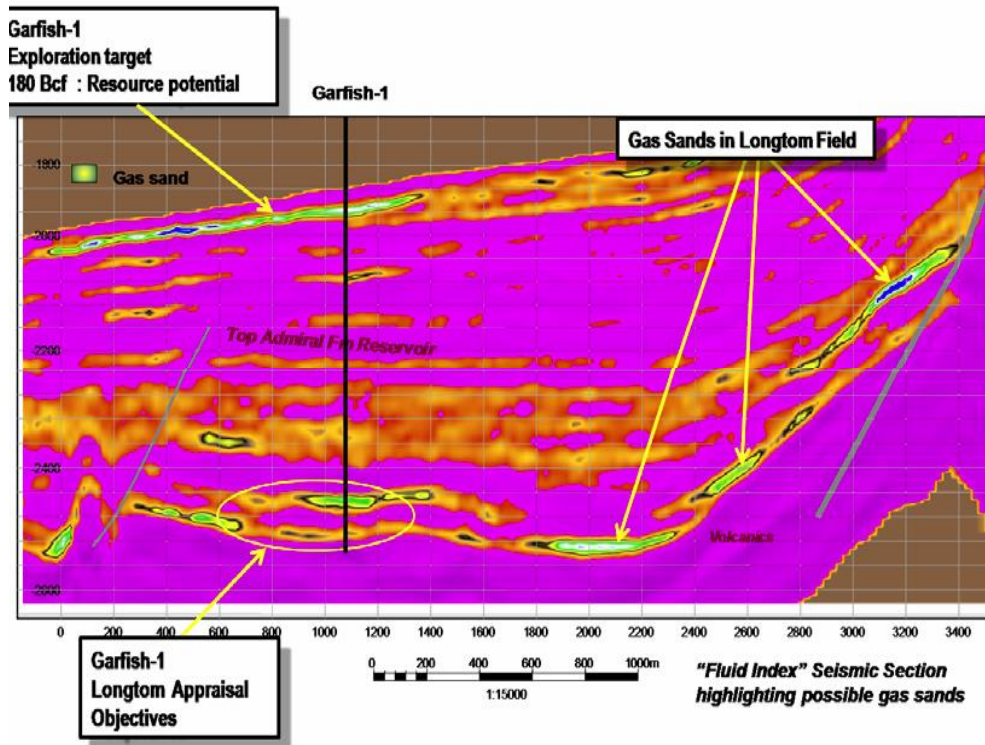 Garfish-1
Exploration target
180 Bcf : Resource potential
Garfish-1
Gas Sands in Longtom Field
Gas sand
-1800
-2000
Top Admiral Fm Reservoir
-2200
-2400
Volcanics
0 200 400 600 800 1000 1200 1400 1600 1800 2000 2200 2400 2600 2800 3000 3200 3400
Garfish-1
Longtom Appraisal
Objectives
0 200 400 600 800 1000m
1:15000
"Fluid Index" Seismic Section
highlighting possible gas sands